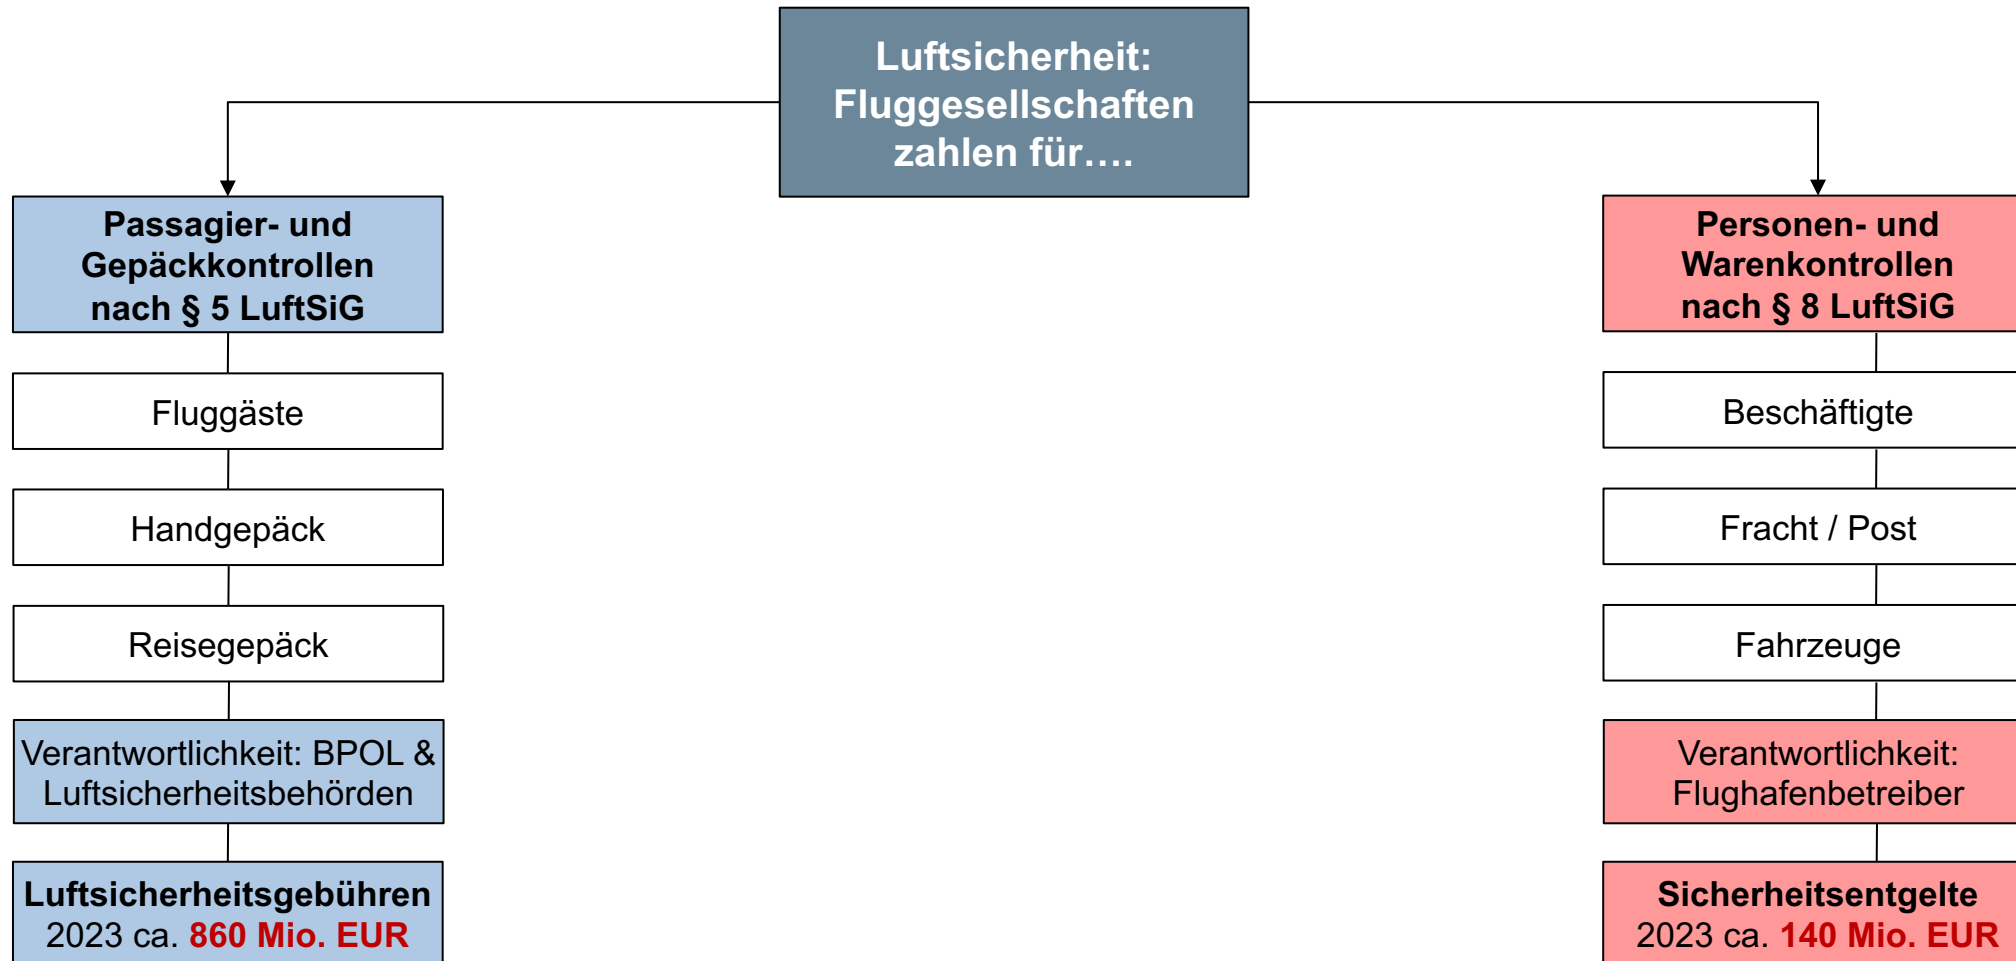 Luftsicherheit:
Fluggesellschaften
zahlen für….
Passagier- und
Gepäckkontrollen
nach § 5 LuftSiG
Fluggäste
Handgepäck
Reisegepäck
Verantwortlichkeit: BPOL &
Luftsicherheitsbehörden
Luftsicherheitsgebühren
2023 ca. 860 Mio. EUR
Personen- und
Warenkontrollen
nach § 8 LuftSiG
Beschäftigte
Fracht / Post
Fahrzeuge
Verantwortlichkeit:
Flughafenbetreiber
Sicherheitsentgelte
2023 ca. 140 Mio. EUR